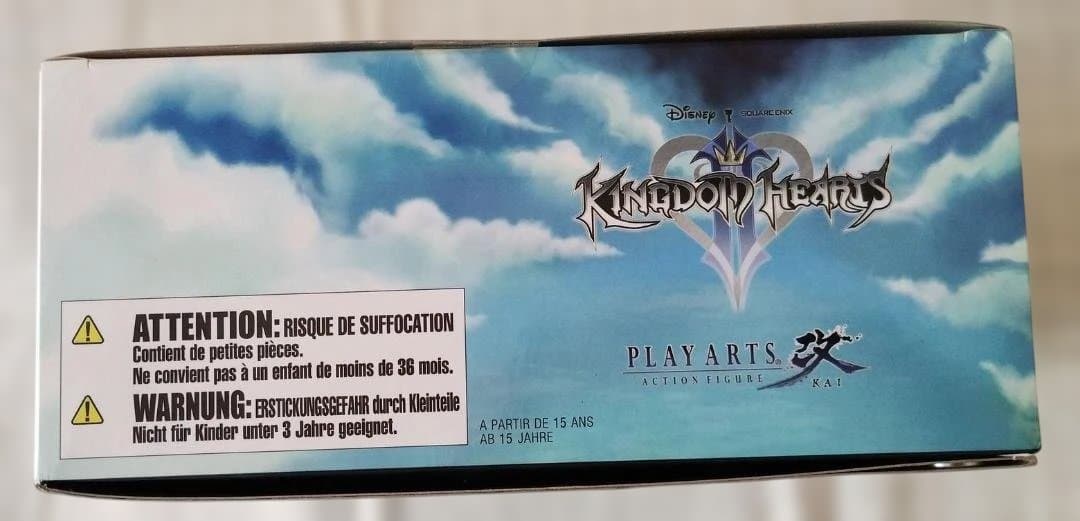 Disney SQUARE ENIX
KINGDOM HEARTS
II
PLAY ARTS® 改
ACTION FIGURE KAI
ATTENTION: RISQUE DE SUFFOCATION
Contient de petites pièces.
Ne convient pas à un enfant de moins de 36 mois.
WARNUNG: ERSTICKUNGSGEFAHR durch Kleinteile
Nicht für Kinder unter 3 Jahre geeignet.
A PARTIR DE 15 ANS
AB 15 JAHRE